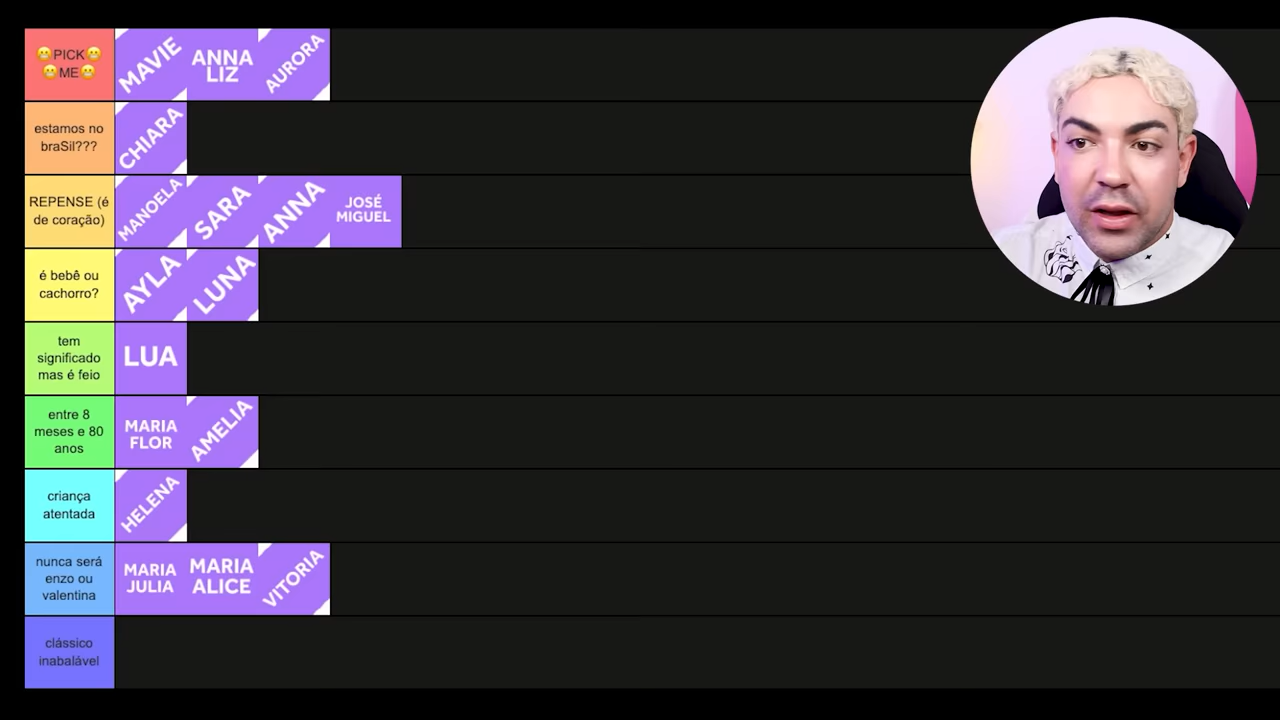 😬PICK😬
😬ME😬
MAVIE
ANNA
LIZ
AURORA
estamos no
braSil???
CHIARA
REPENSE (é
de coração)
MANOELA
SARA
ANNA
JOSÉ
MIGUEL
é bebê ou
cachorro?
AYLA
LUNA
tem
significado
mas é feio
LUA
entre 8
meses e 80
anos
MARIA
FLOR
AMELIA
criança
atentada
HELENA
nunca será
enzo ou
valentina
MARIA
JULIA
MARIA
ALICE
VITORIA
clássico
inabalável